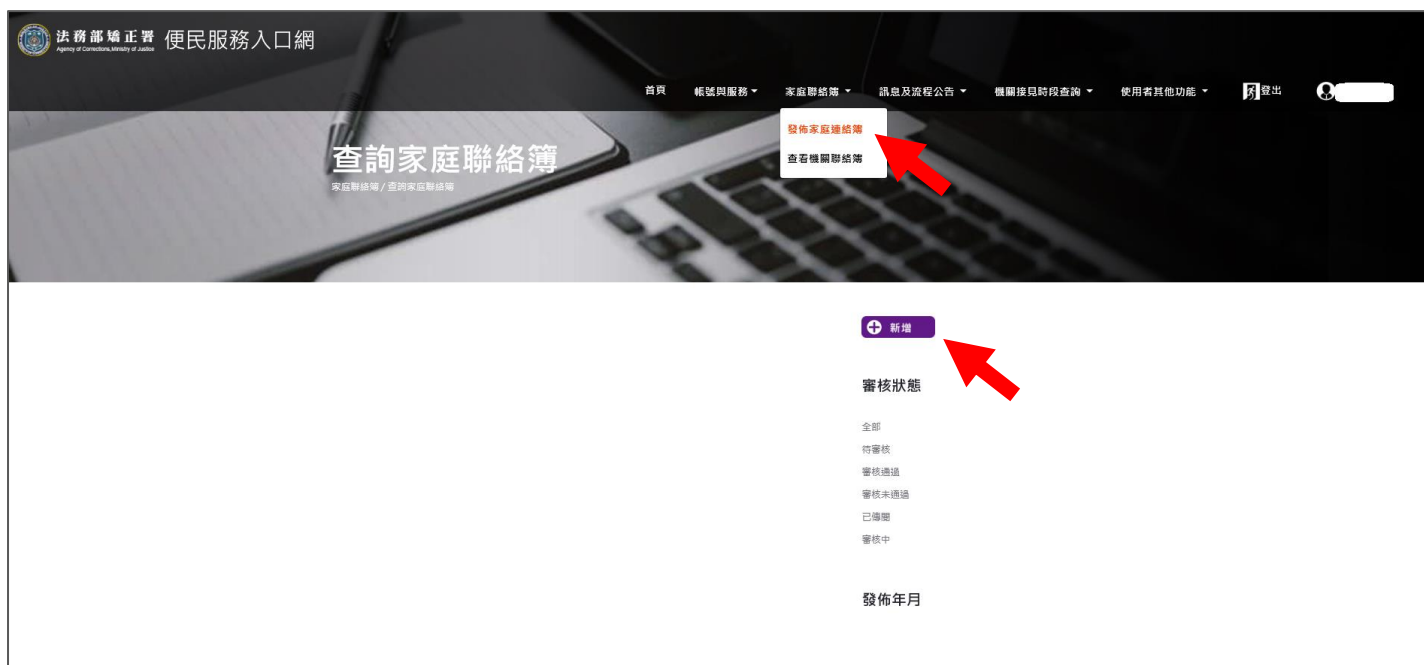 法務部矯正署 便民服務入口網
Agency of Corrections, Ministry of Justice
首頁 帳號與服務 家庭聯絡簿 訊息及流程公告 機關接見時段查詢 使用者其他功能 登出
發佈家庭連絡簿
查看機關聯絡簿
查詢家庭聯絡簿
家庭聯絡簿 / 查詢家庭聯絡簿
新增
審核狀態
全部
待審核
審核通過
審核未通過
已傳閱
審核中
發佈年月